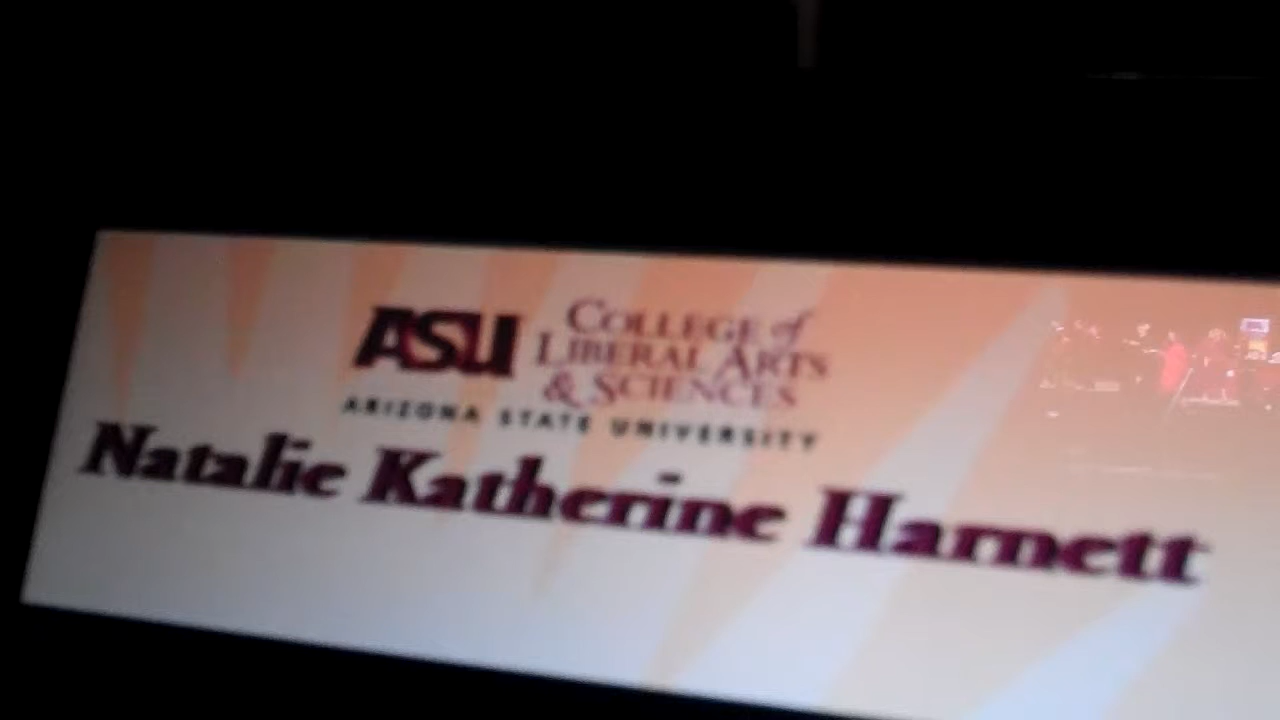 ASU
COLLEGE of
LIBERAL ARTS
& SCIENCES
ARIZONA STATE UNIVERSITY
Natalie Katherine Harnett